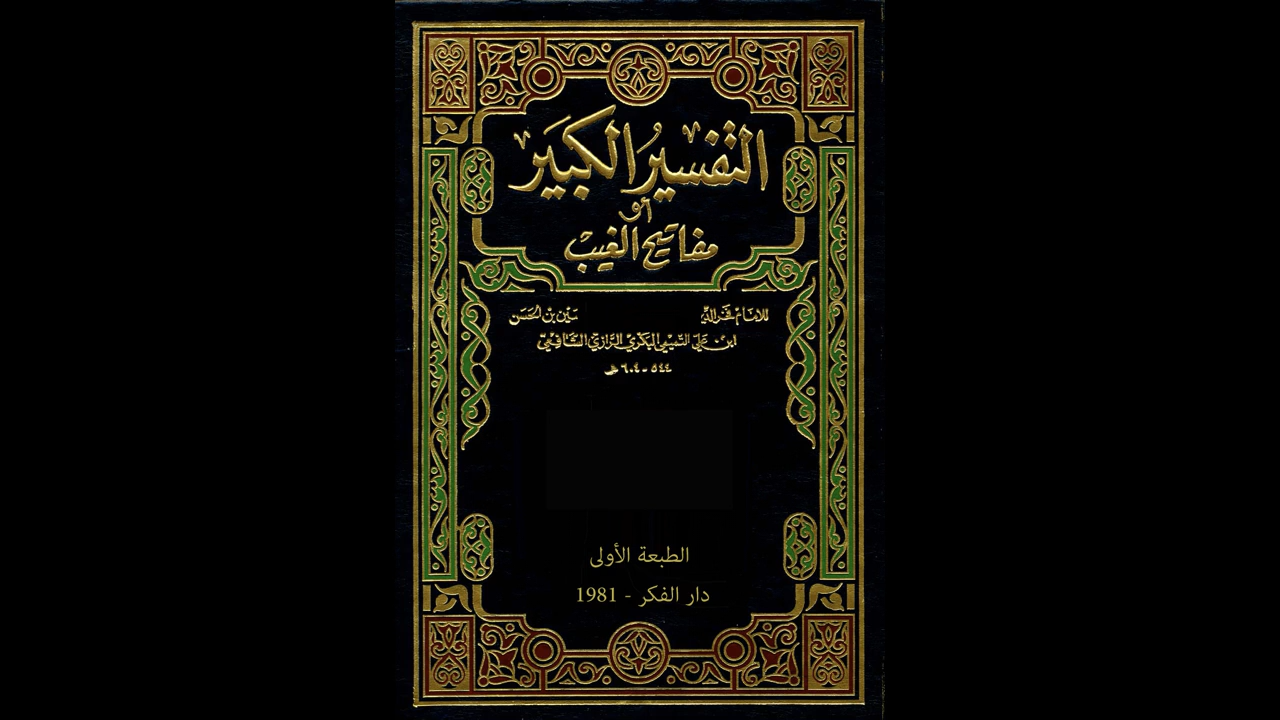 التفسير الكبير
أو
مفاتيح الغيب
للإمام فخر الدين بن الحسن
ابن علي التميمي البكري الرازي الشافعي
٥٤٤ - ٦٠٤ هـ
الطبعة الأولى
دار الفكر - 1981